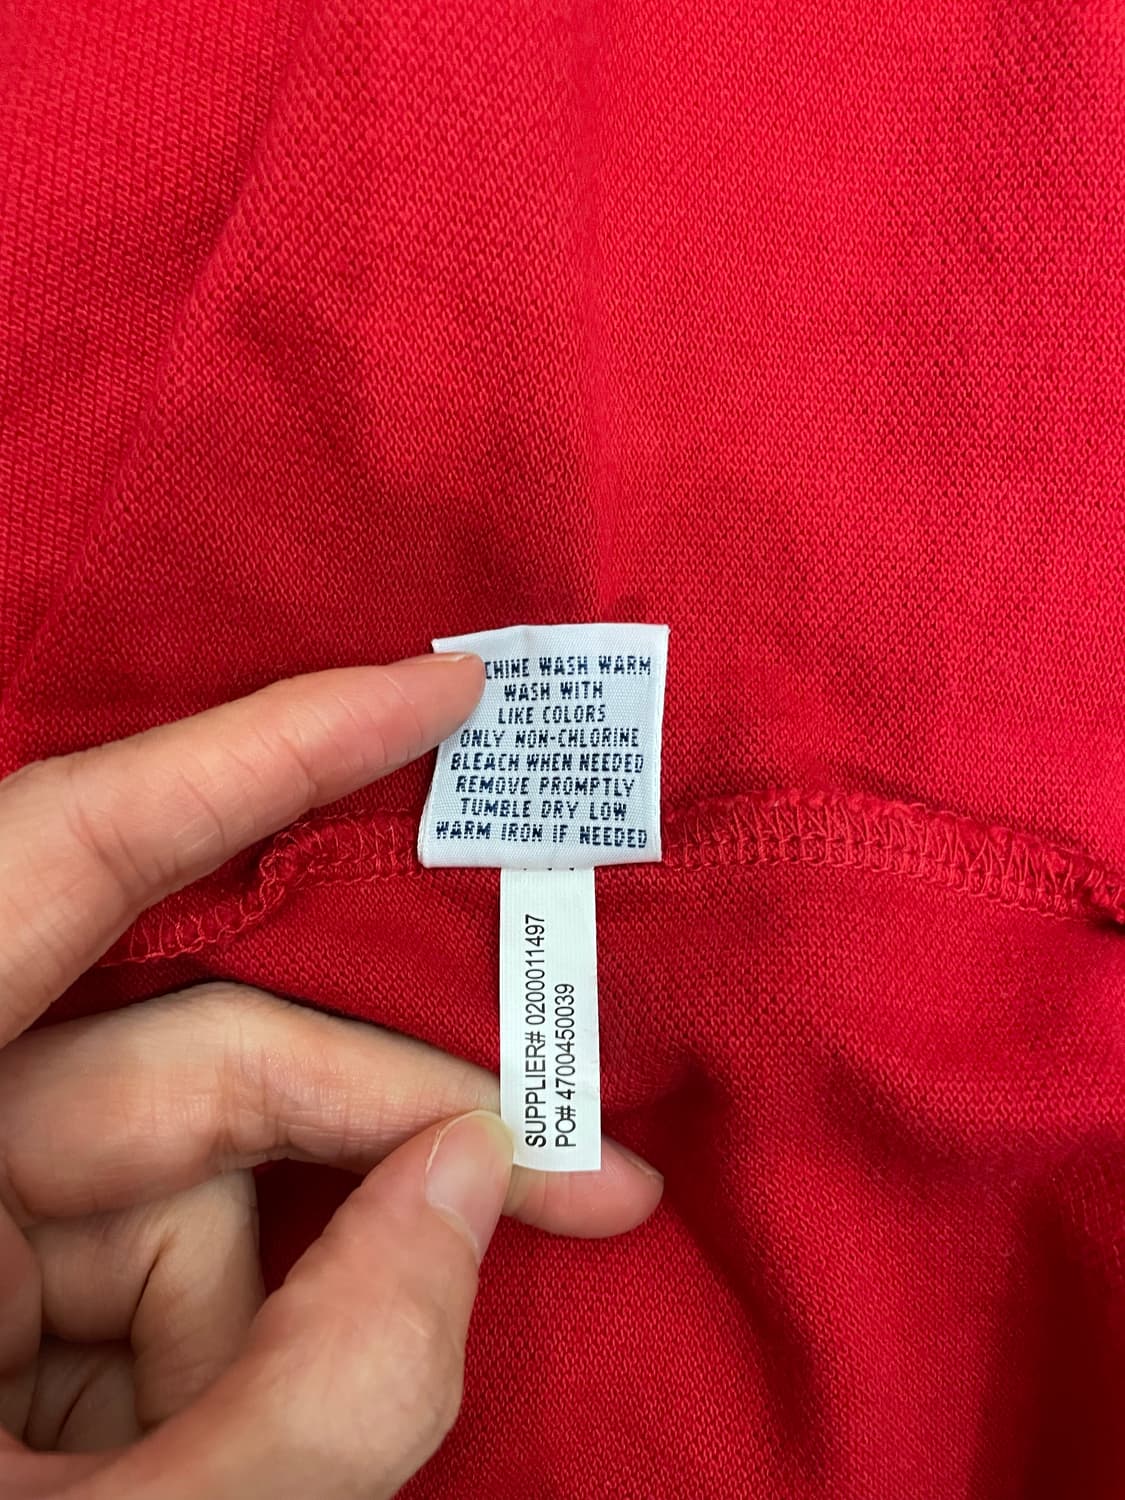 CHINE WASH WARM
WASH WITH
LIKE COLORS
ONLY NON-CHLORINE
BLEACH WHEN NEEDED
REMOVE PROMPTLY
TUMBLE DRY LOW
WARM IRON IF NEEDED
SUPPLIER# 0200011497
PO# 4700450039